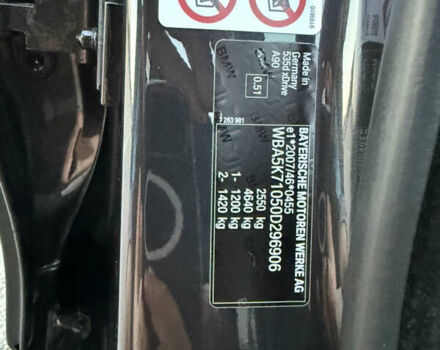 BAYERISCHE MOTOREN WERKE AG
e1*2007/46*0455
WBA5K71050D296906
2550 kg
4640 kg
1- 1200 kg
2- 1420 kg
7 263 981
0.51
Made in
Germany
535d xDrive
A90
BMW